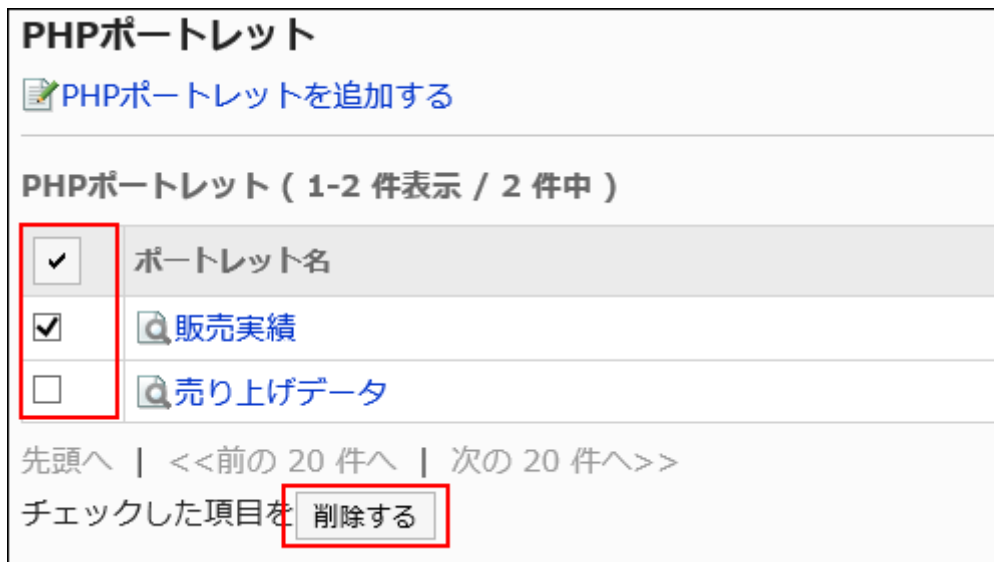 PHPポートレット
PHPポートレットを追加する
PHPポートレット ( 1-2 件表示 / 2 件中 )
ポートレット名
販売実績
売り上げデータ
先頭へ | <<前の 20 件へ | 次の 20 件へ>>
チェックした項目を 削除する